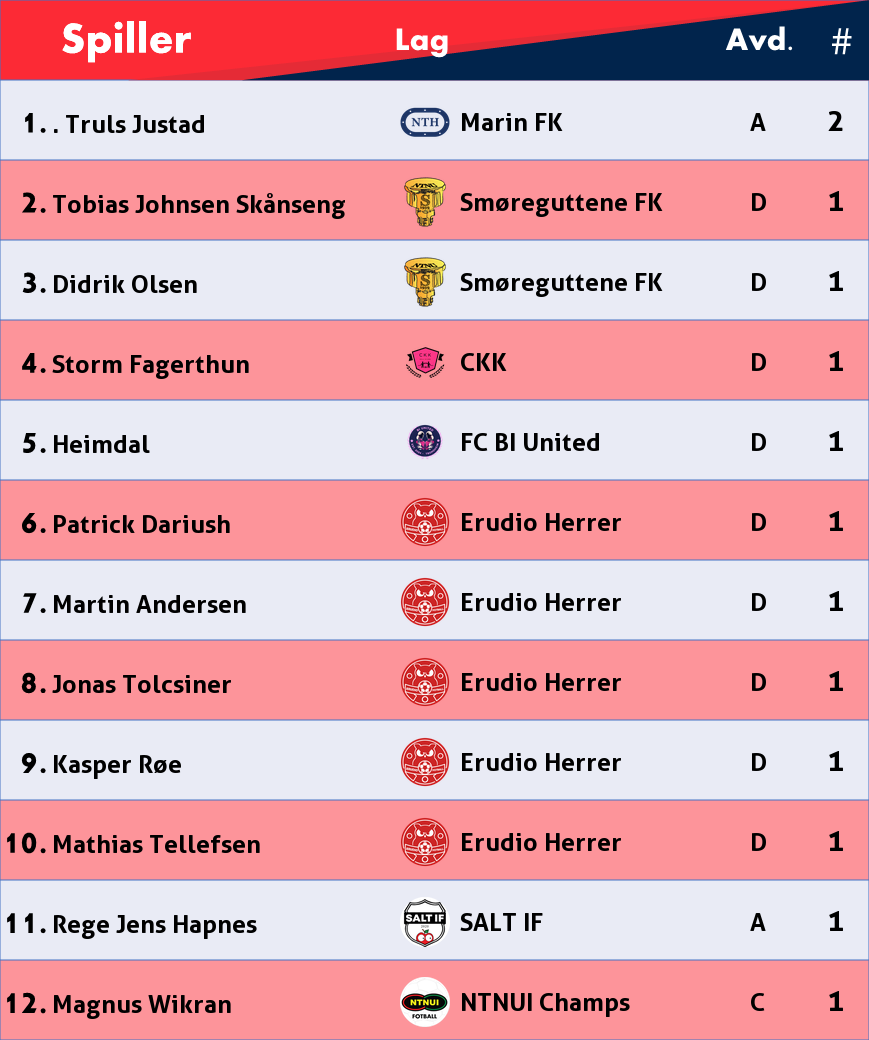 Spiller Lag Avd. #
1. . Truls Justad NTH Marin FK A 2
2. Tobias Johnsen Skånseng NTNU S Smøreguttene FK D 1
3. Didrik Olsen NTNU S Smøreguttene FK D 1
4. Storm Fagerthun CKK CKK D 1
5. Heimdal FC BI United D 1
6. Patrick Dariush Erudio Herrer D 1
7. Martin Andersen Erudio Herrer D 1
8. Jonas Tolcsiner Erudio Herrer D 1
9. Kasper Røe Erudio Herrer D 1
10. Mathias Tellefsen Erudio Herrer D 1
11. Rege Jens Hapnes SALT IF SALT IF A 1
12. Magnus Wikran NTNUI FOTBALL NTNUI Champs C 1